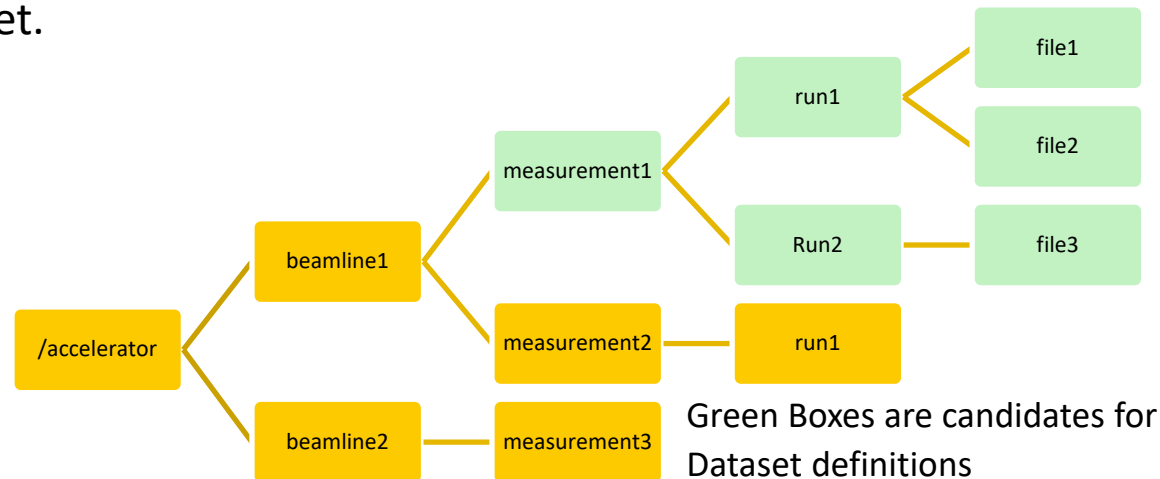 et.
file1
run1
file2
measurement1
Run2
file3
beamline1
/accelerator
measurement2
run1
beamline2
measurement3
Green Boxes are candidates for
Dataset definitions